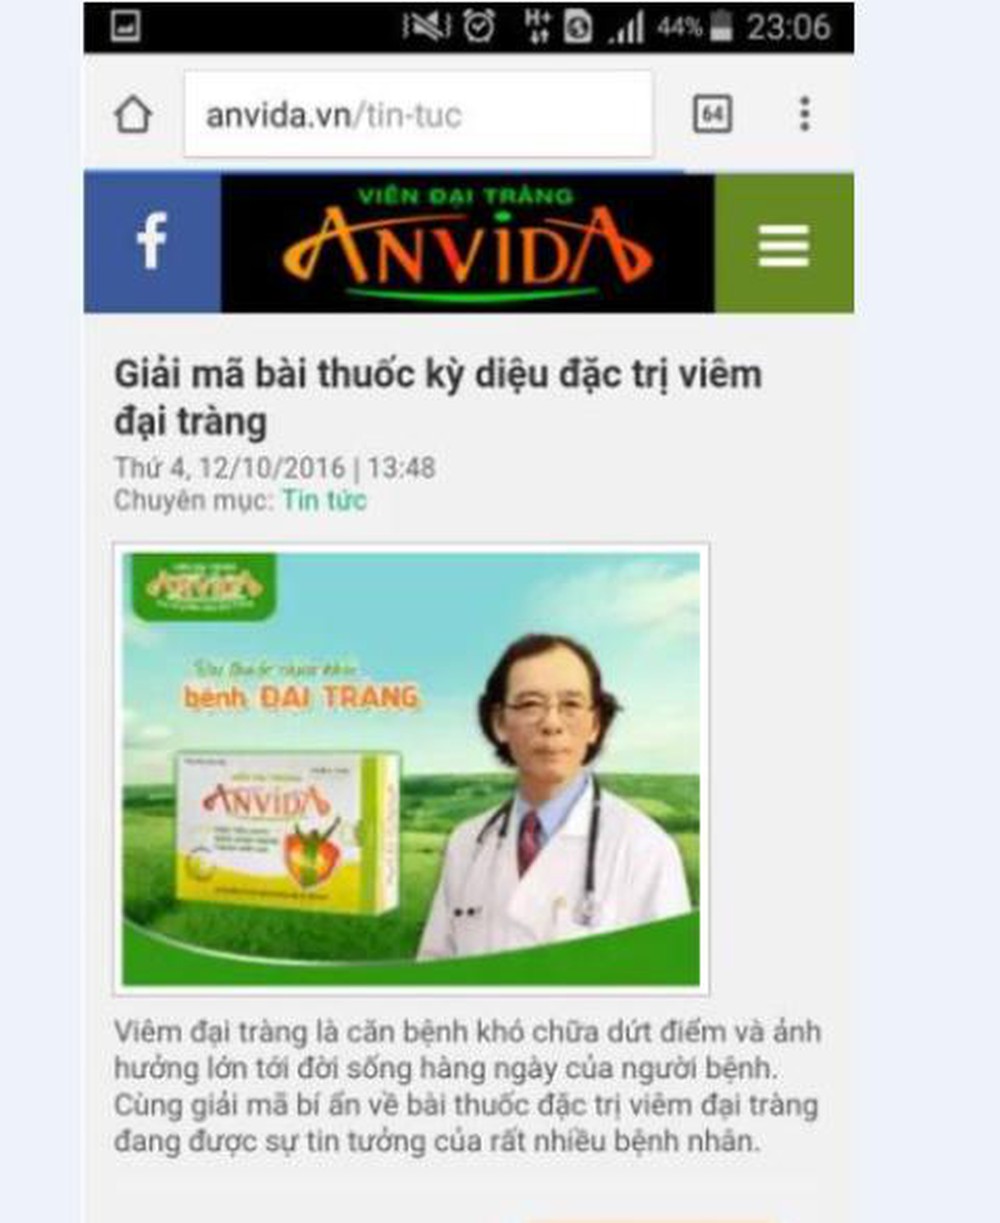 44% 23:06
anvida.vn/tin-tuc
64
f
VIÊN ĐẠI TRÀNG
ANVIDA
Giải mã bài thuốc kỳ diệu đặc trị viêm
đại tràng
Thứ 4, 12/10/2016 | 13:48
Chuyên mục: Tin tức
ANVIDA
bệnh ĐẠI TRÀNG
ANVIDA
Viêm đại tràng là căn bệnh khó chữa dứt điểm và ảnh
hưởng lớn tới đời sống hàng ngày của người bệnh.
Cùng giải mã bí ẩn về bài thuốc đặc trị viêm đại tràng
đang được sự tin tưởng của rất nhiều bệnh nhân.